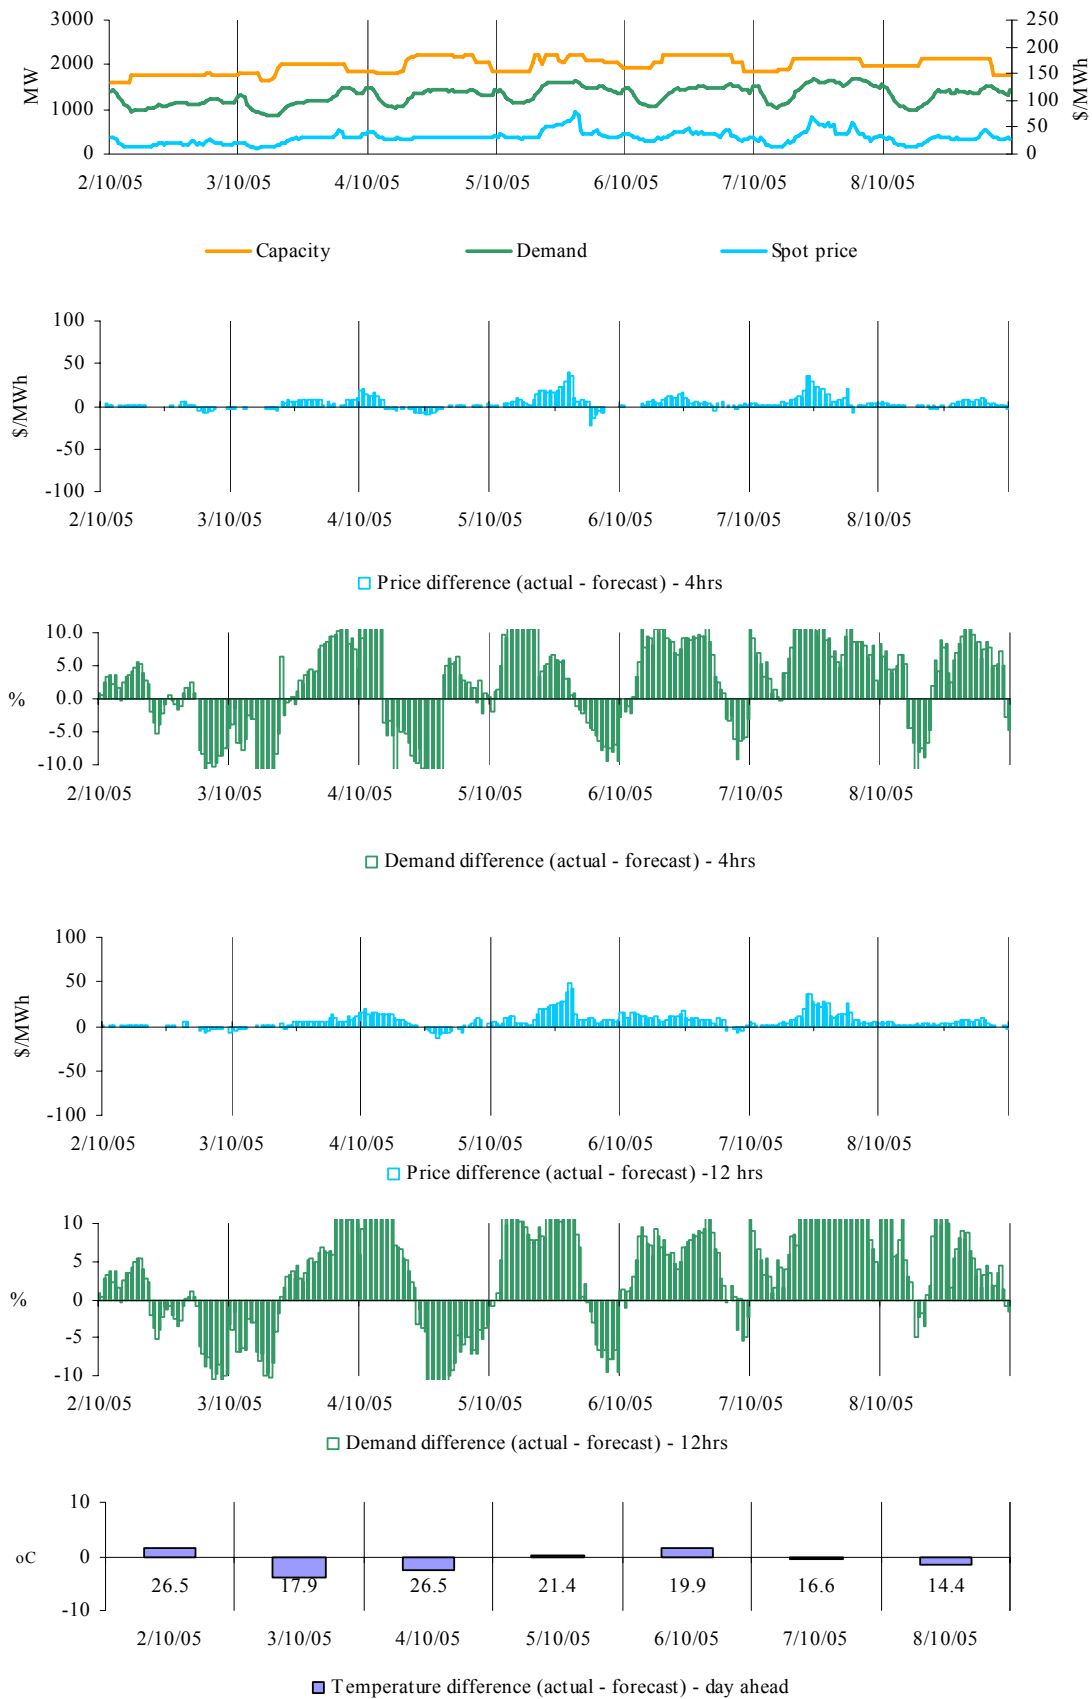 3000
2000
1000
0
MW
250
200
150
100
50
0
$/MWh
2/10/05 3/10/05 4/10/05 5/10/05 6/10/05 7/10/05 8/10/05
Capacity Demand Spot price
100
50
0
-50
-100
$/MWh
2/10/05 3/10/05 4/10/05 5/10/05 6/10/05 7/10/05 8/10/05
Price difference (actual - forecast) - 4hrs
10.0
5.0
0.0
-5.0
-10.0
%
2/10/05 3/10/05 4/10/05 5/10/05 6/10/05 7/10/05 8/10/05
Demand difference (actual - forecast) - 4hrs
100
50
0
-50
-100
$/MWh
2/10/05 3/10/05 4/10/05 5/10/05 6/10/05 7/10/05 8/10/05
Price difference (actual - forecast) -12 hrs
10
5
0
-5
-10
%
2/10/05 3/10/05 4/10/05 5/10/05 6/10/05 7/10/05 8/10/05
Demand difference (actual - forecast) - 12hrs
10
0
-10
oC
26.5 17.9 26.5 21.4 19.9 16.6 14.4
2/10/05 3/10/05 4/10/05 5/10/05 6/10/05 7/10/05 8/10/05
Temperature difference (actual - forecast) - day ahead